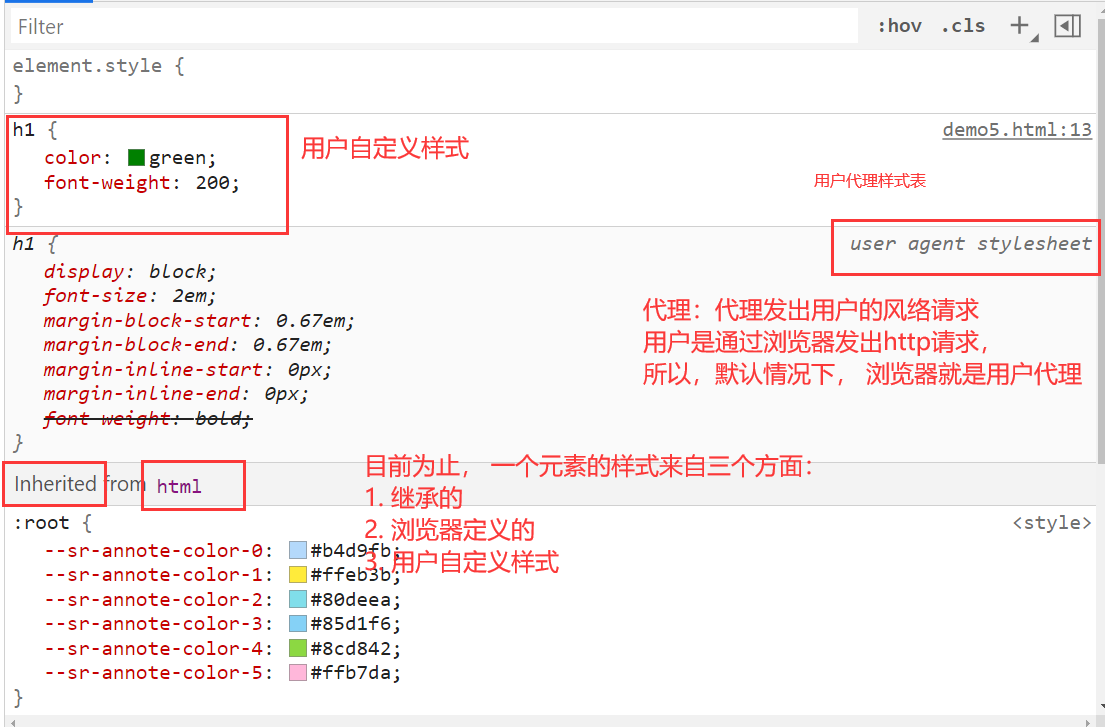 Filter
:hov .cls +
element.style {
}
h1 {
demo5.html:13
color: green;
font-weight: 200;
}
用户自定义样式
用户代理样式表
h1 {
user agent stylesheet
display: block;
font-size: 2em;
margin-block-start: 0.67em;
margin-block-end: 0.67em;
margin-inline-start: 0px;
margin-inline-end: 0px;
font-weight: bold;
}
代理：代理发出用户的网络请求
用户是通过浏览器发出http请求，
所以，默认情况下， 浏览器就是用户代理
Inherited from html
目前为止， 一个元素的样式来自三个方面：
1. 继承的
2. 浏览器定义的
3. 用户自定义样式
:root {
<style>
--sr-annote-color-0: #b4d9fb;
--sr-annote-color-1: #ffeb3b;
--sr-annote-color-2: #80deea;
--sr-annote-color-3: #85d1f6;
--sr-annote-color-4: #8cd842;
--sr-annote-color-5: #ffb7da;
}